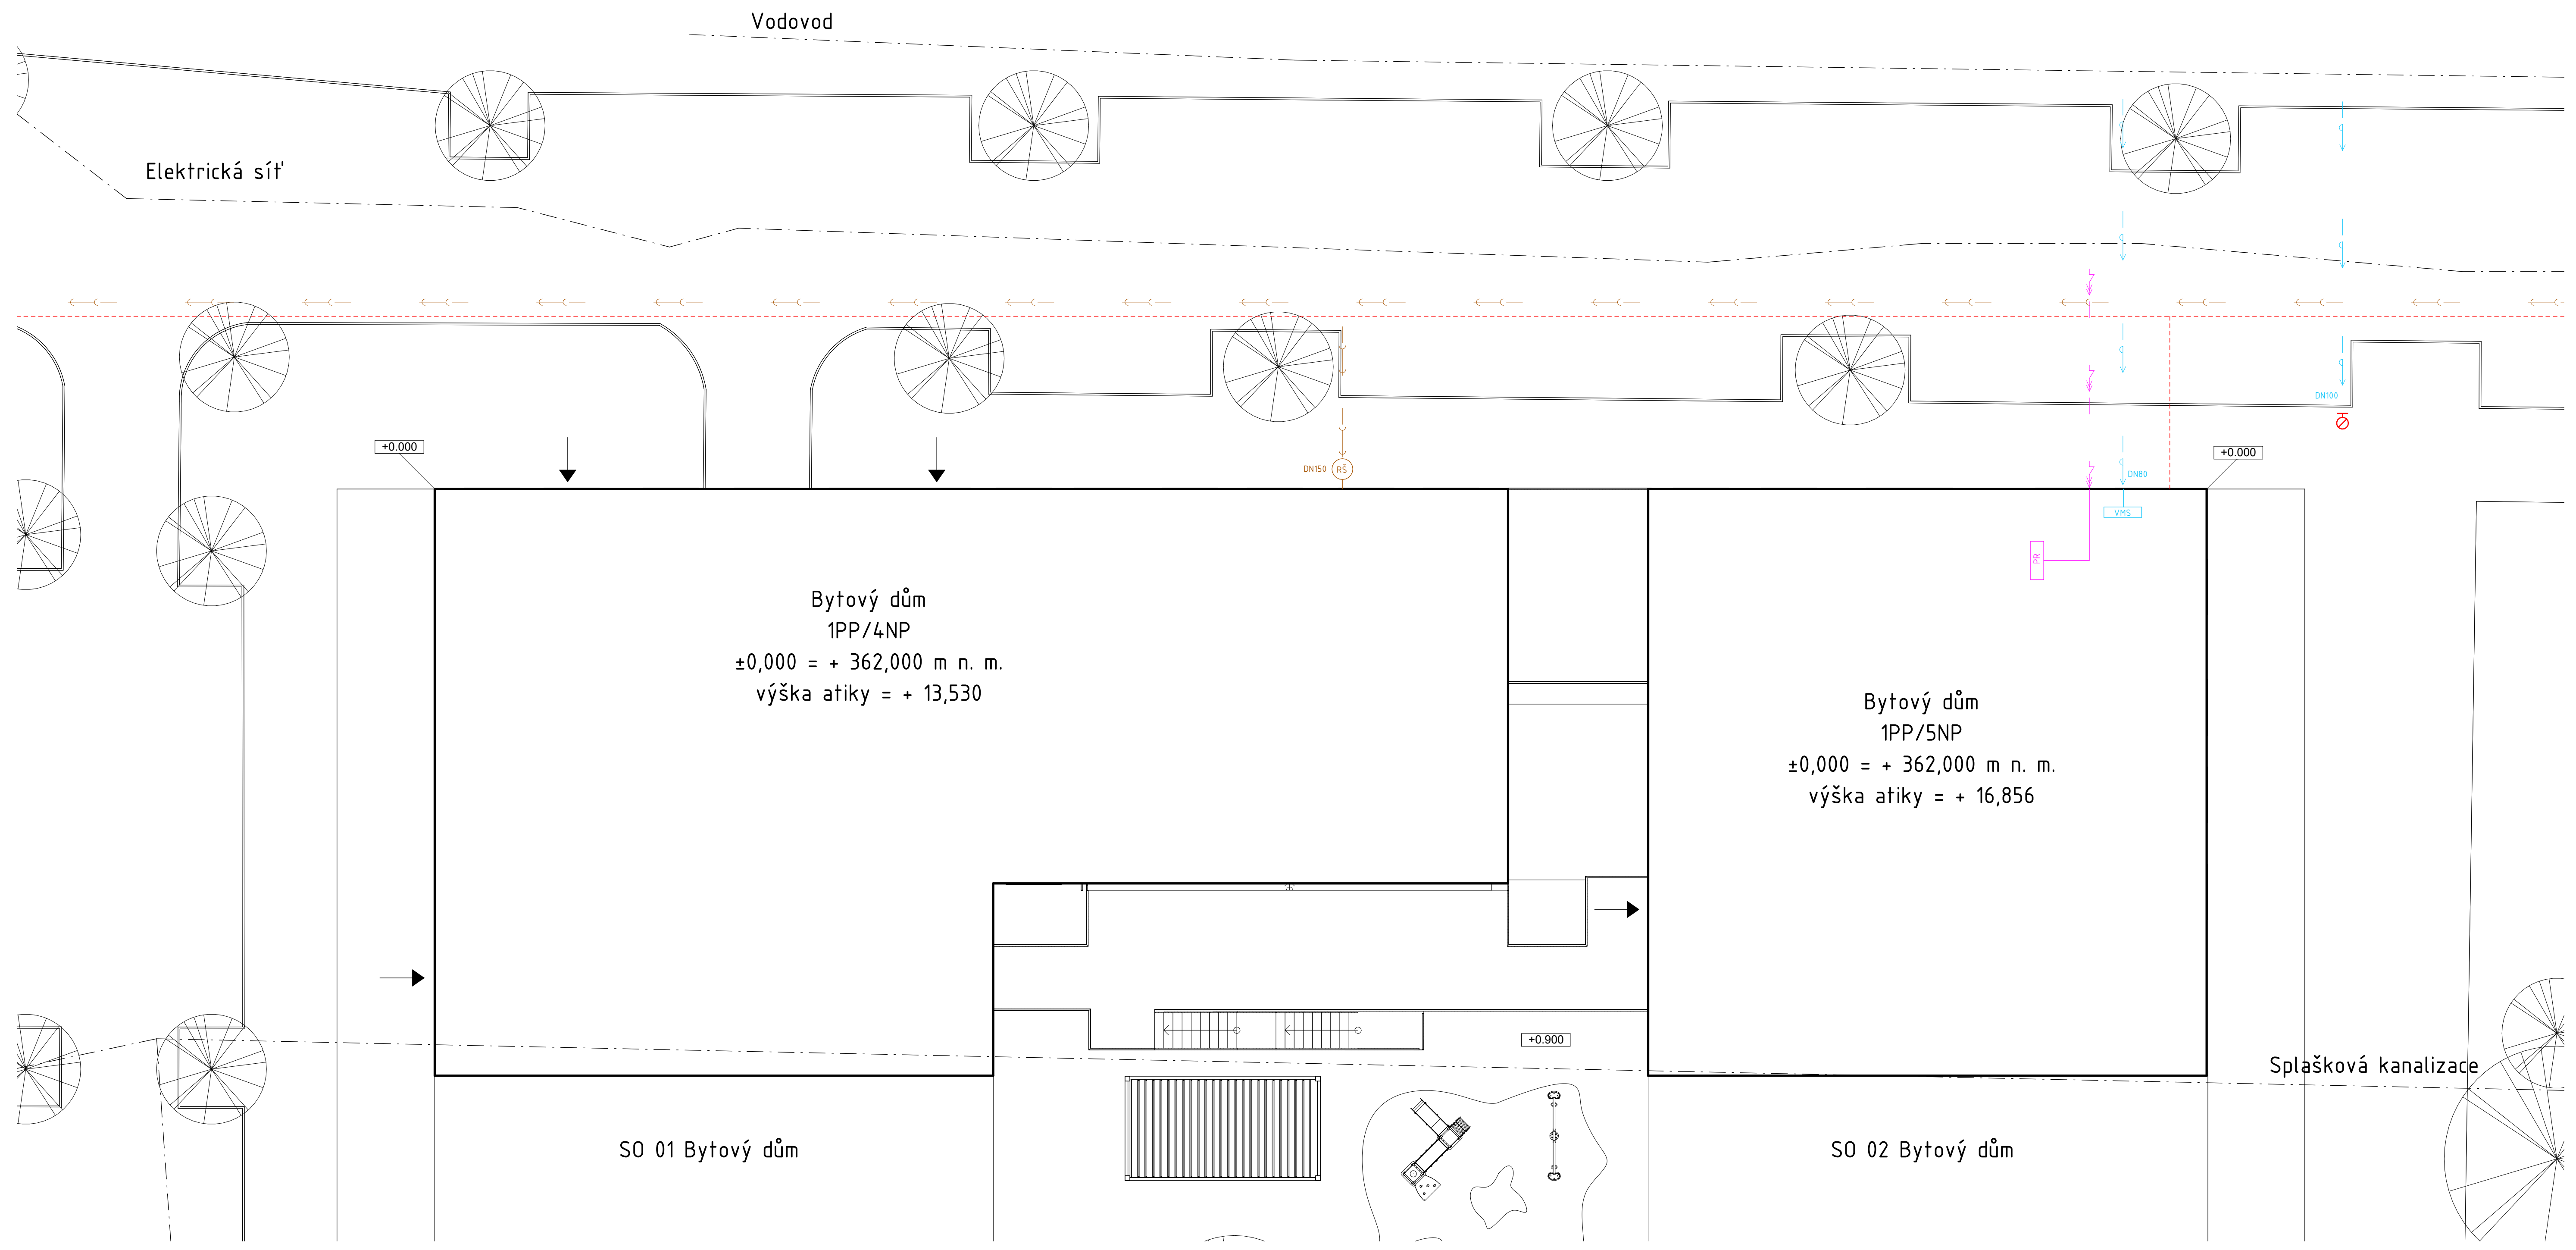 Vodovod
Elektrická síť
DN100
+0.000
+0.000
DN150
RŠ
DN80
VMS
PR
Bytový dům
1PP/4NP
±0,000 = + 362,000 m n. m.
výška atiky = + 13,530
Bytový dům
1PP/5NP
±0,000 = + 362,000 m n. m.
výška atiky = + 16,856
+0.900
Splašková kanalizace
SO 01 Bytový dům
SO 02 Bytový dům